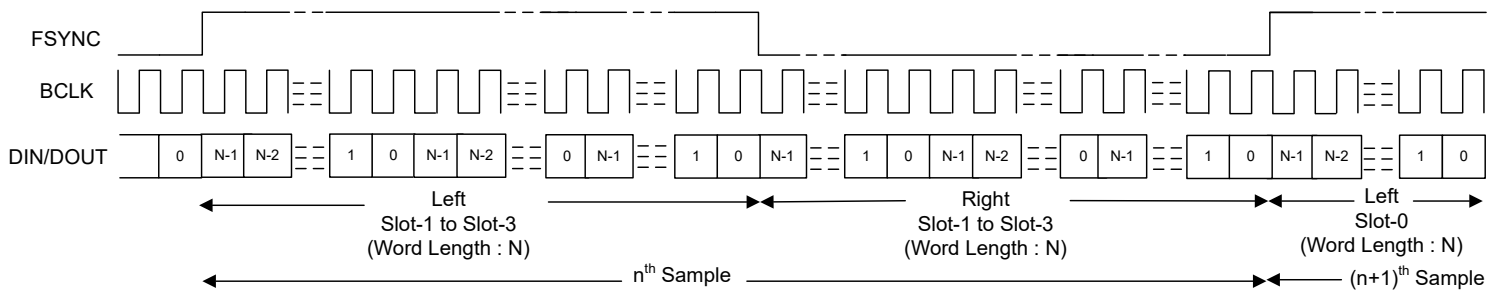 FSYNC
BCLK
DIN/DOUT
0 N-1 N-2 1 0 N-1 N-2 0 N-1 1 0 N-1 1 0 N-1 N-2 0 N-1 1 0 N-1 N-2 1 0
Left
Slot-1 to Slot-3
(Word Length : N)
Right
Slot-1 to Slot-3
(Word Length : N)
Left
Slot-0
(Word Length : N)
nth Sample
(n+1)th Sample